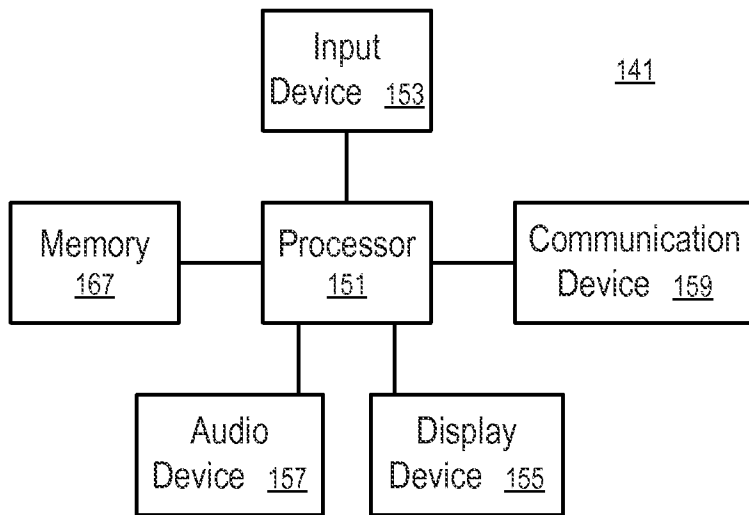 Input
Device 153
141
Memory
167
Processor
151
Communication
Device 159
Audio
Device 157
Display
Device 155